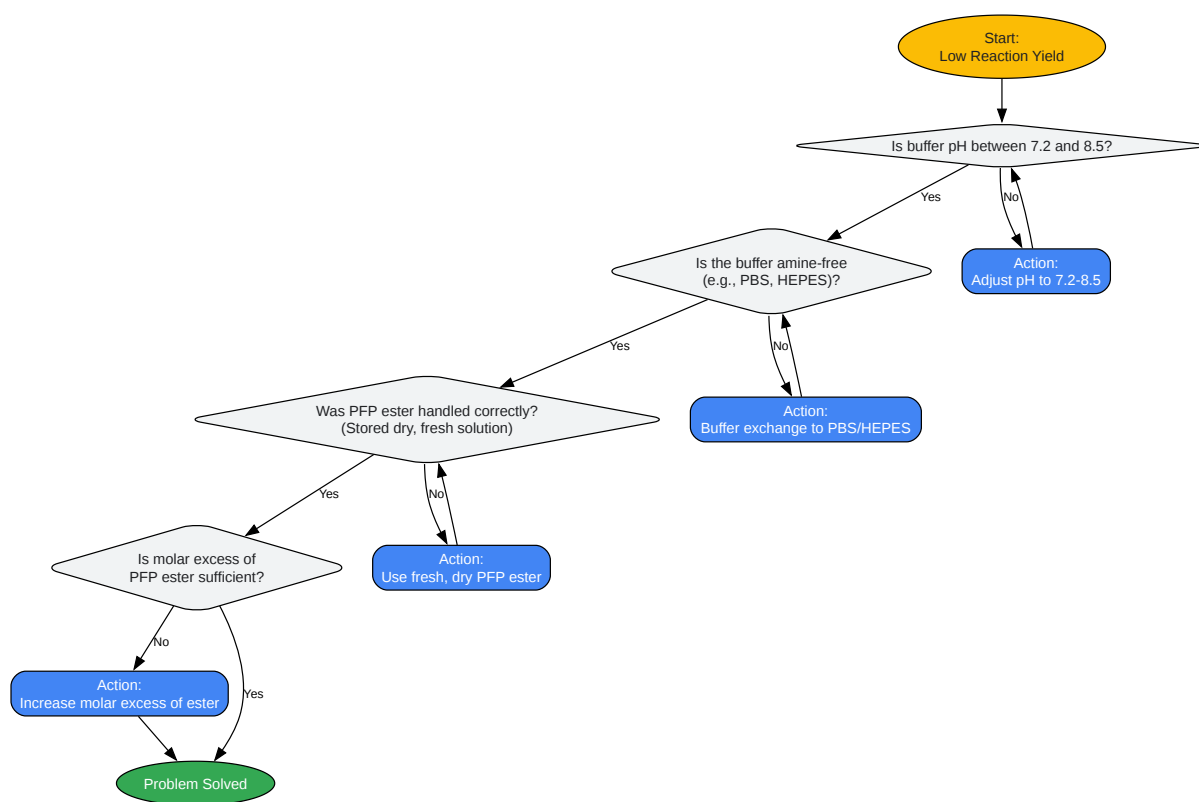 Start:
Low Reaction Yield
Is buffer pH between 7.2 and 8.5?
Yes
No
Is the buffer amine-free
(e.g., PBS, HEPES)?
Action:
Adjust pH to 7.2-8.5
Yes
No
Was PFP ester handled correctly?
(Stored dry, fresh solution)
Action:
Buffer exchange to PBS/HEPES
Yes
No
Is molar excess of
PFP ester sufficient?
Action:
Use fresh, dry PFP ester
No
Yes
Action:
Increase molar excess of ester
Problem Solved